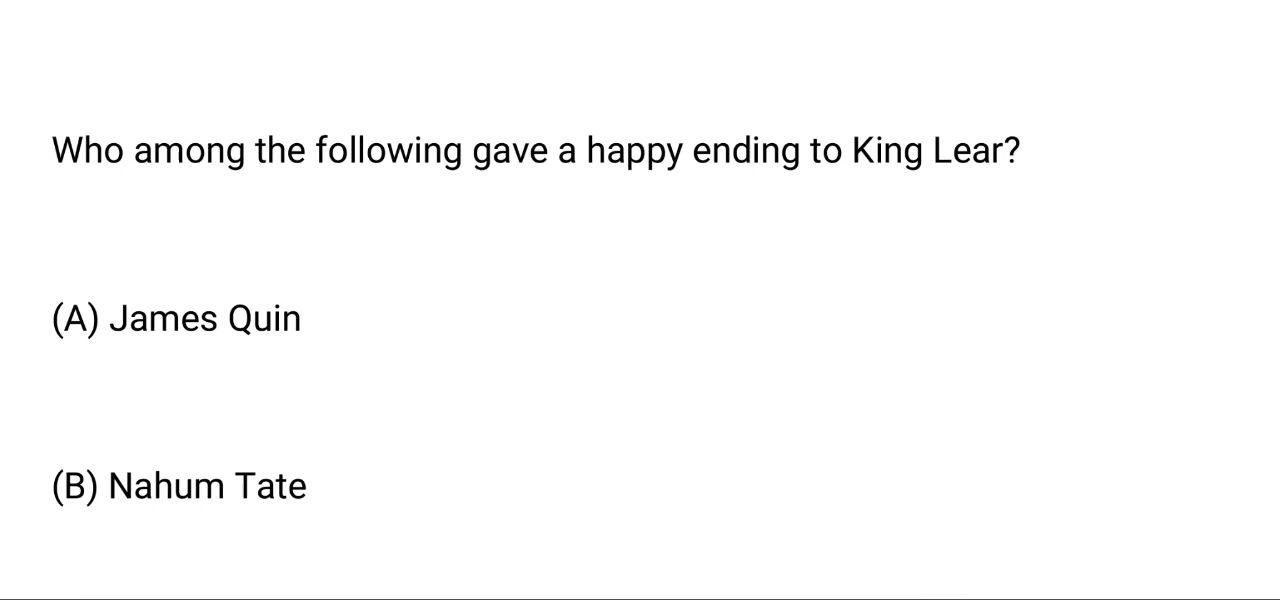 Who among the following gave a happy ending to King Lear?
(A) James Quin
(B) Nahum Tate